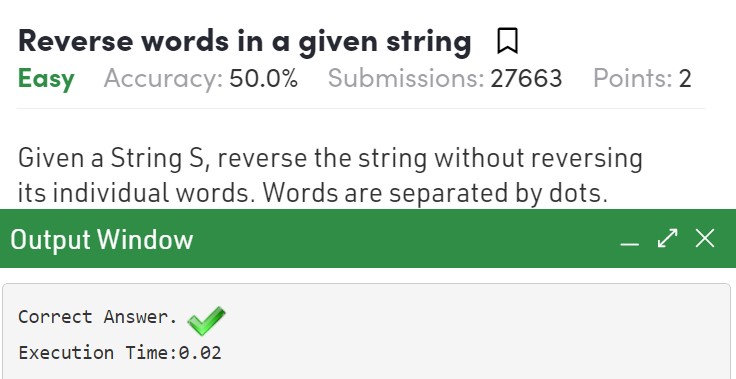 Reverse words in a given string
Easy Accuracy: 50.0% Submissions: 27663 Points: 2
Given a String S, reverse the string without reversing
its individual words. Words are separated by dots.
Output Window
Correct Answer.
Execution Time:0.02